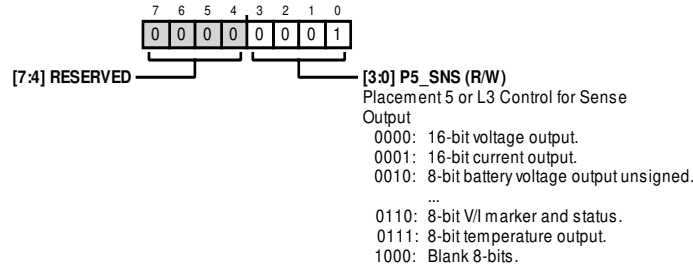 7 6 5 4 3 2 1 0
0 0 0 0 0 0 0 1
[7:4] RESERVED
[3:0] P5_SNS (R/W)
Placement 5 or L3 Control for Sense
Output
0000: 16-bit voltage output.
0001: 16-bit current output.
0010: 8-bit battery voltage output unsigned.
...
0110: 8-bit V/I marker and status.
0111: 8-bit temperature output.
1000: Blank 8-bits.